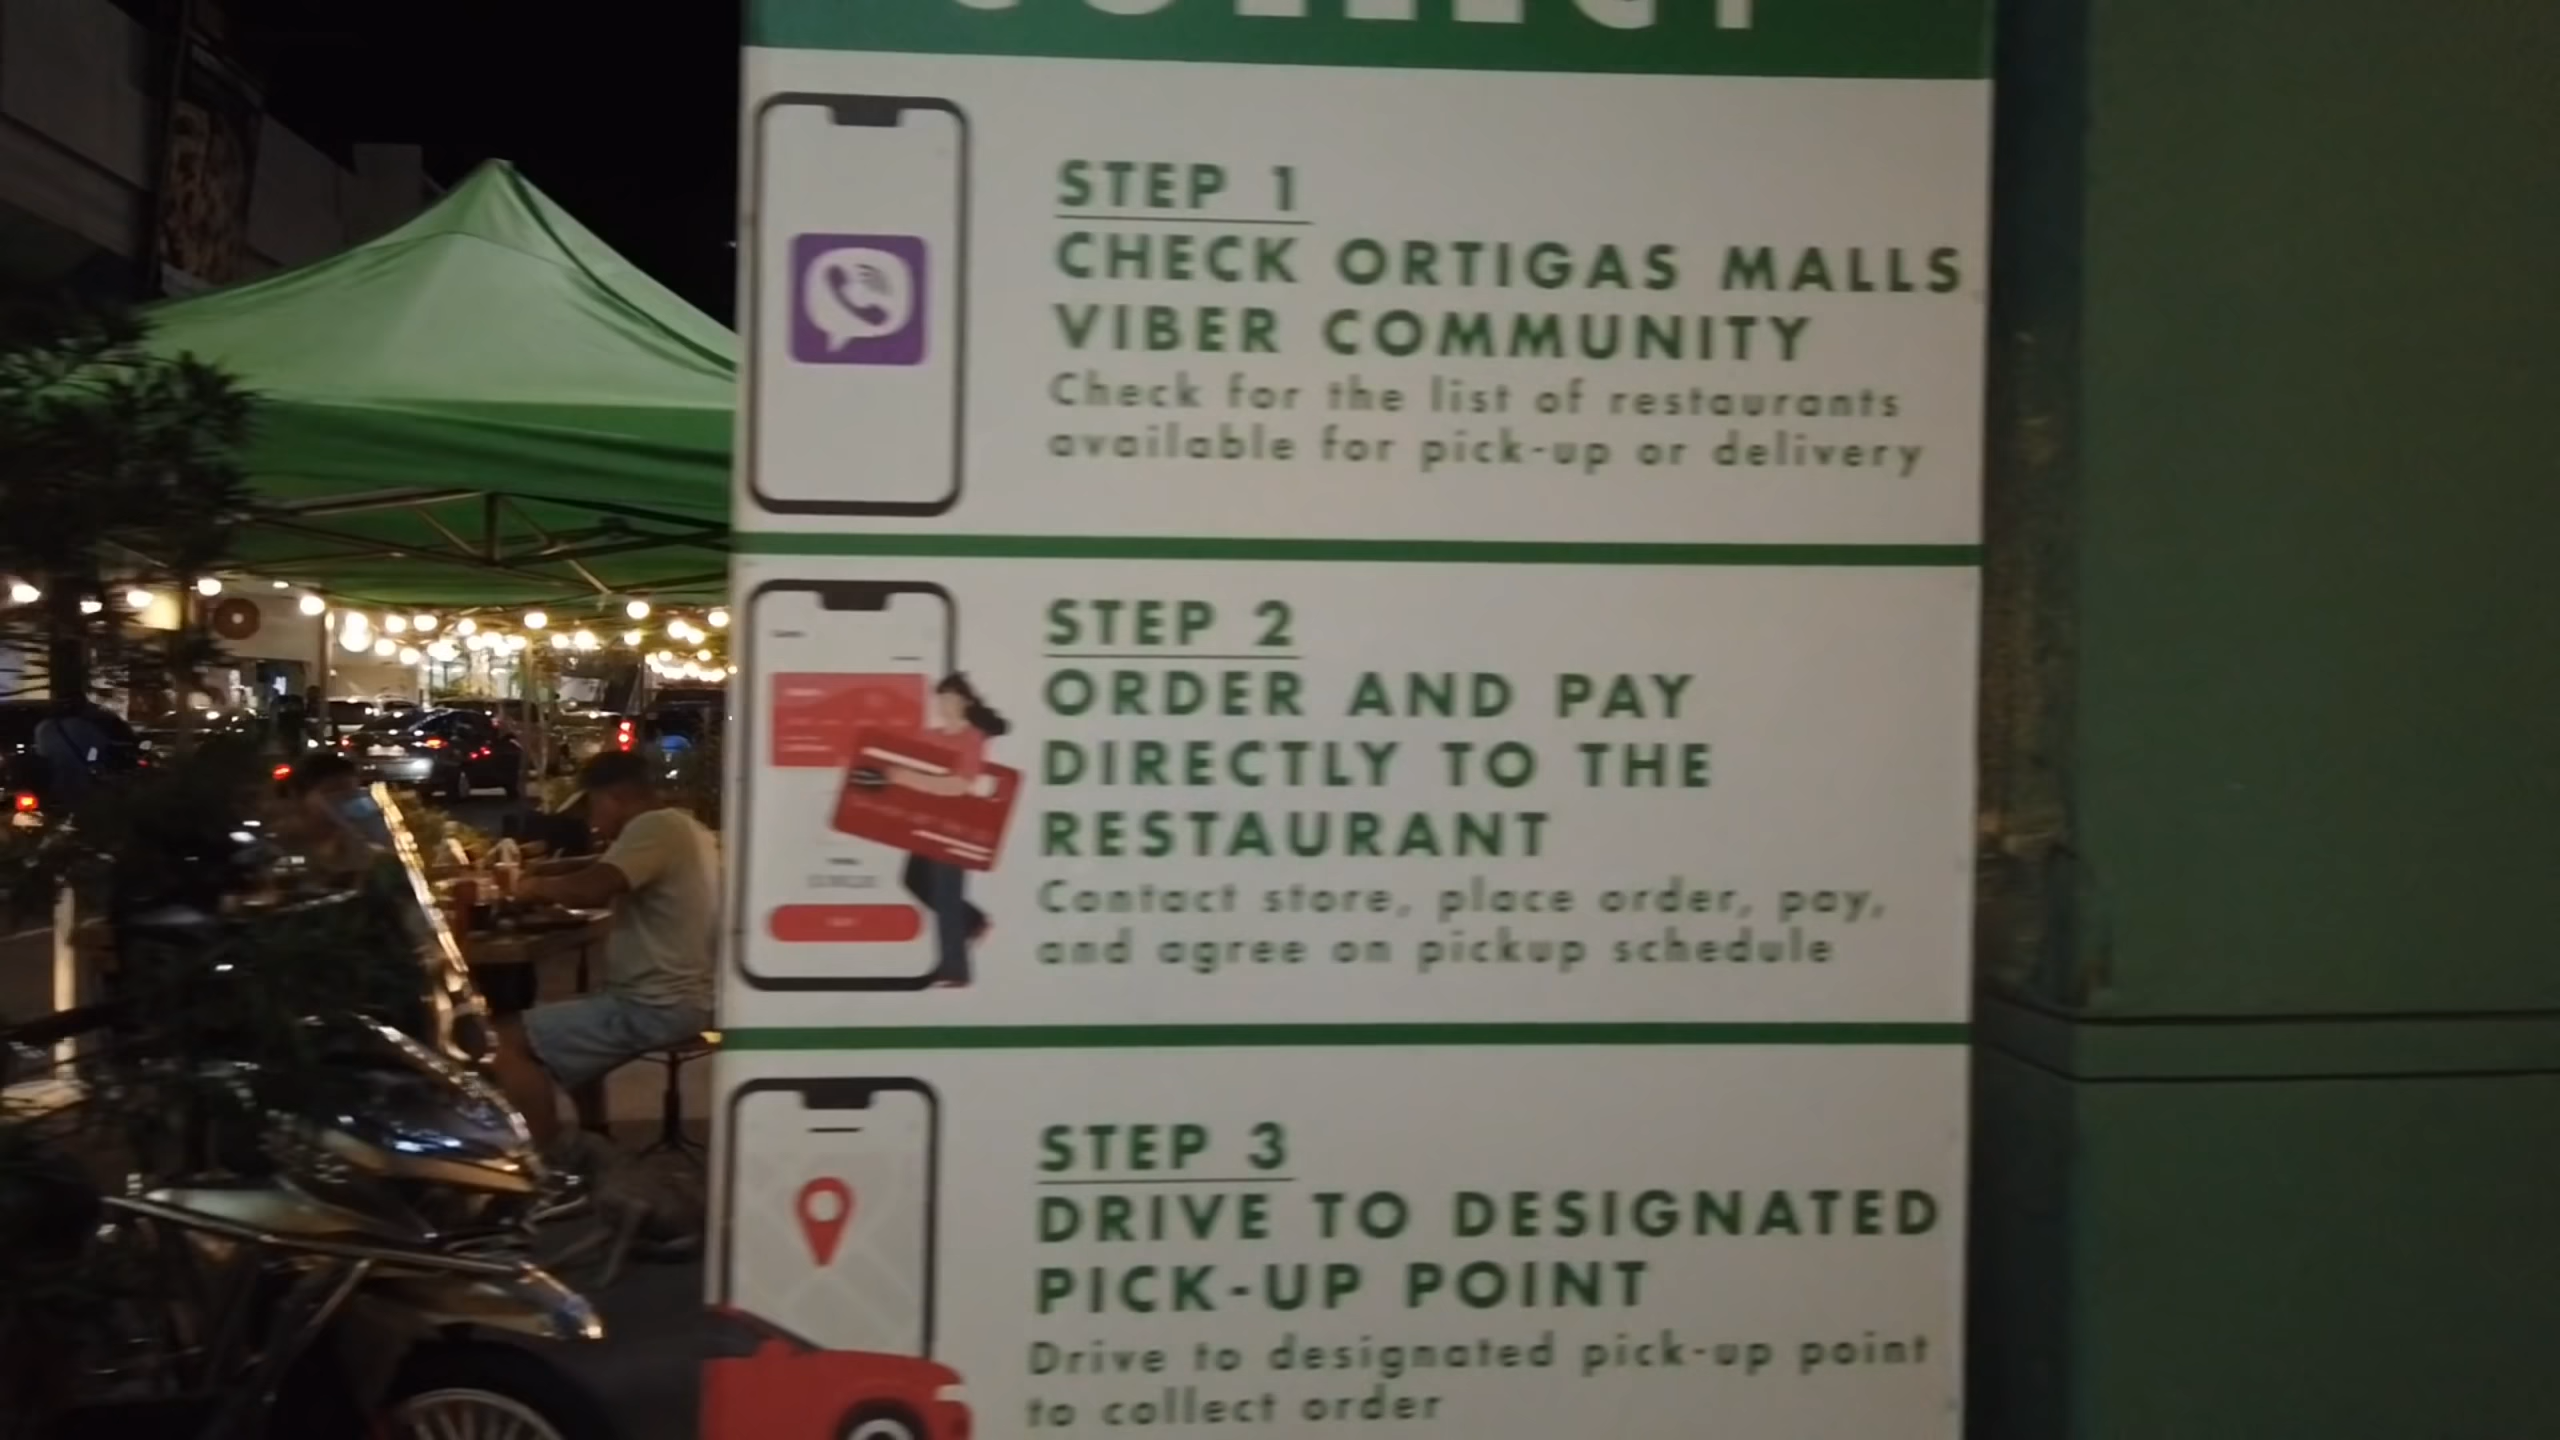 COLLECT
STEP 1
CHECK ORTIGAS MALLS
VIBER COMMUNITY
Check for the list of restaurants
available for pick-up or delivery
STEP 2
ORDER AND PAY
DIRECTLY TO THE
RESTAURANT
Contact store, place order, pay,
and agree on pickup schedule
STEP 3
DRIVE TO DESIGNATED
PICK-UP POINT
Drive to designated pick-up point
to collect order